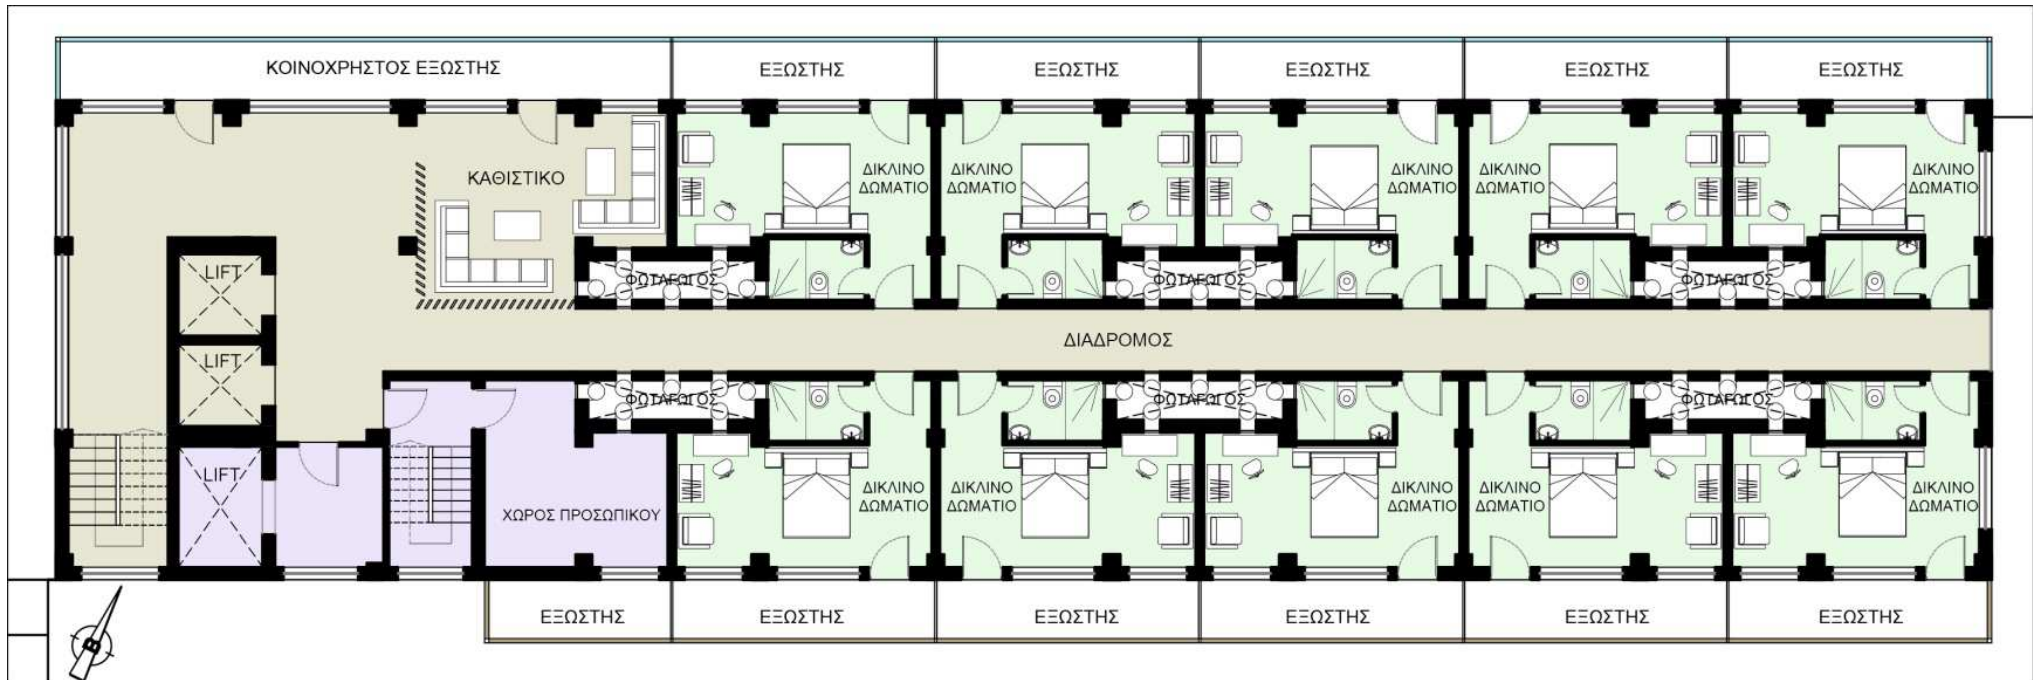 ΚΟΙΝΟΧΡΗΣΤΟΣ ΕΞΩΣΤΗΣ
ΕΞΩΣΤΗΣ
ΕΞΩΣΤΗΣ
ΕΞΩΣΤΗΣ
ΕΞΩΣΤΗΣ
ΕΞΩΣΤΗΣ
ΚΑΘΙΣΤΙΚΟ
ΔΙΚΛΙΝΟ
ΔΩΜΑΤΙΟ
ΔΙΚΛΙΝΟ
ΔΩΜΑΤΙΟ
ΔΙΚΛΙΝΟ
ΔΩΜΑΤΙΟ
ΔΙΚΛΙΝΟ
ΔΩΜΑΤΙΟ
ΔΙΚΛΙΝΟ
ΔΩΜΑΤΙΟ
LIFT
ΦΩΤΑΓΩΓΟΣ
ΦΩΤΑΓΩΓΟΣ
ΦΩΤΑΓΩΓΟΣ
LIFT
ΔΙΑΔΡΟΜΟΣ
ΦΩΤΑΓΩΓΟΣ
ΦΩΤΑΓΩΓΟΣ
ΦΩΤΑΓΩΓΟΣ
LIFT
ΧΩΡΟΣ ΠΡΟΣΩΠΙΚΟΥ
ΔΙΚΛΙΝΟ
ΔΩΜΑΤΙΟ
ΔΙΚΛΙΝΟ
ΔΩΜΑΤΙΟ
ΔΙΚΛΙΝΟ
ΔΩΜΑΤΙΟ
ΔΙΚΛΙΝΟ
ΔΩΜΑΤΙΟ
ΔΙΚΛΙΝΟ
ΔΩΜΑΤΙΟ
ΕΞΩΣΤΗΣ
ΕΞΩΣΤΗΣ
ΕΞΩΣΤΗΣ
ΕΞΩΣΤΗΣ
ΕΞΩΣΤΗΣ
ΕΞΩΣΤΗΣ
Β